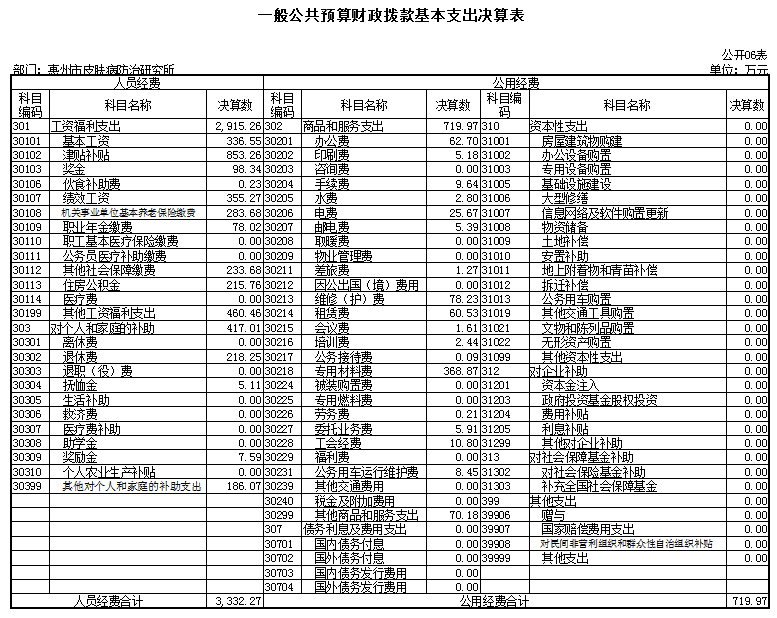 一般公共预算财政拨款基本支出决算表
公开06表
部门：惠州市皮肤病防治研究所 单位：万元
人员经费 公用经费
科目编码 科目名称 决算数 科目编码 科目名称 决算数 科目编码 科目名称 决算数
301 工资福利支出 2,915.26 302 商品和服务支出 719.97 310 资本性支出 0.00
30101 基本工资 336.55 30201 办公费 62.70 31001 房屋建筑物购建 0.00
30102 津贴补贴 853.26 30202 印刷费 5.18 31002 办公设备购置 0.00
30103 奖金 98.34 30203 咨询费 0.00 31003 专用设备购置 0.00
30106 伙食补助费 0.23 30204 手续费 9.64 31005 基础设施建设 0.00
30107 绩效工资 355.27 30205 水费 2.80 31006 大型修缮 0.00
30108 机关事业单位基本养老保险缴费 283.68 30206 电费 25.67 31007 信息网络及软件购置更新 0.00
30109 职业年金缴费 78.02 30207 邮电费 5.39 31008 物资储备 0.00
30110 职工基本医疗保险缴费 0.00 30208 取暖费 0.00 31009 土地补偿 0.00
30111 公务员医疗补助缴费 0.00 30209 物业管理费 0.00 31010 安置补助 0.00
30112 其他社会保障缴费 233.68 30211 差旅费 1.27 31011 地上附着物和青苗补偿 0.00
30113 住房公积金 215.76 30212 因公出国（境）费用 0.00 31012 拆迁补偿 0.00
30114 医疗费 0.00 30213 维修（护）费 78.23 31013 公务用车购置 0.00
30199 其他工资福利支出 460.46 30214 租赁费 60.53 31019 其他交通工具购置 0.00
303 对个人和家庭的补助 417.01 30215 会议费 1.61 31021 文物和陈列品购置 0.00
30301 离休费 0.00 30216 培训费 2.44 31022 无形资产购置 0.00
30302 退休费 218.25 30217 公务接待费 0.09 31099 其他资本性支出 0.00
30303 退职（役）费 0.00 30218 专用材料费 368.87 312 对企业补助 0.00
30304 抚恤金 5.11 30224 被装购置费 0.00 31201 资本金注入 0.00
30305 生活补助 0.00 30225 专用燃料费 0.00 31203 政府投资基金股权投资 0.00
30306 救济费 0.00 30226 劳务费 0.21 31204 费用补贴 0.00
30307 医疗费补助 0.00 30227 委托业务费 5.91 31205 利息补贴 0.00
30308 助学金 0.00 30228 工会经费 10.80 31299 其他对企业补助 0.00
30309 奖励金 7.59 30229 福利费 0.00 313 对社会保障基金补助 0.00
30310 个人农业生产补贴 0.00 30231 公务用车运行维护费 8.45 31302 对社会保险基金补助 0.00
30399 其他对个人和家庭的补助支出 186.07 30239 其他交通费用 0.00 31303 补充全国社会保障基金 0.00
30240 税金及附加费用 0.00 399 其他支出 0.00
30299 其他商品和服务支出 70.18 39906 赠与 0.00
307 债务利息及费用支出 0.00 39907 国家赔偿费用支出 0.00
30701 国内债务付息 0.00 39908 对民间非营利组织和群众性自治组织补贴 0.00
30702 国外债务付息 0.00 39999 其他支出 0.00
30703 国内债务发行费用 0.00
30704 国外债务发行费用 0.00
人员经费合计 3,332.27 公用经费合计 719.97